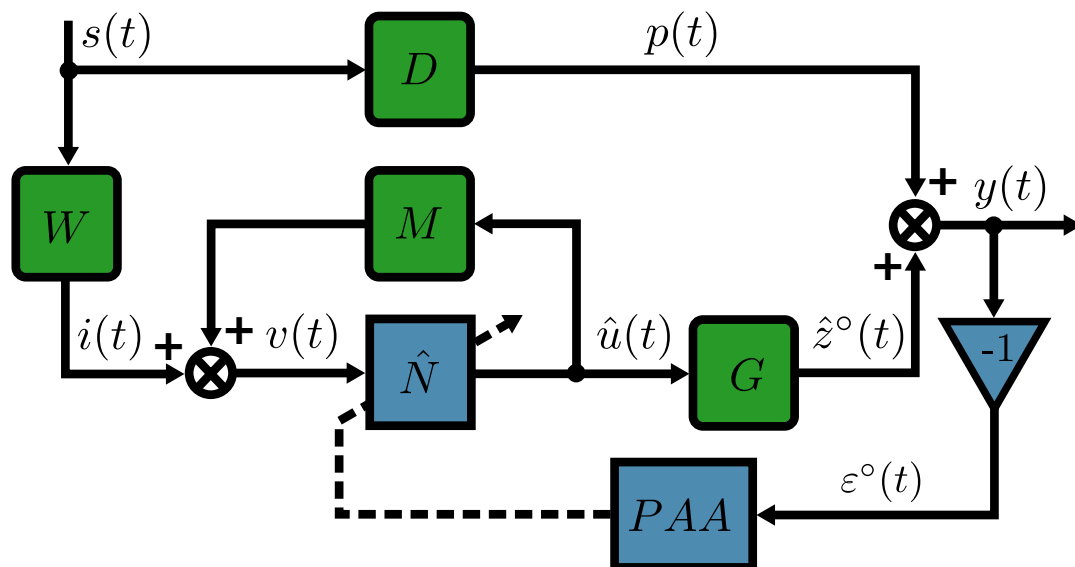 s(t)
D
p(t)
W
M
+
y(t)
+
i(t)
+
+
v(t)
N̂
û(t)
G
ẑ°(t)
-1
PAA
ε°(t)